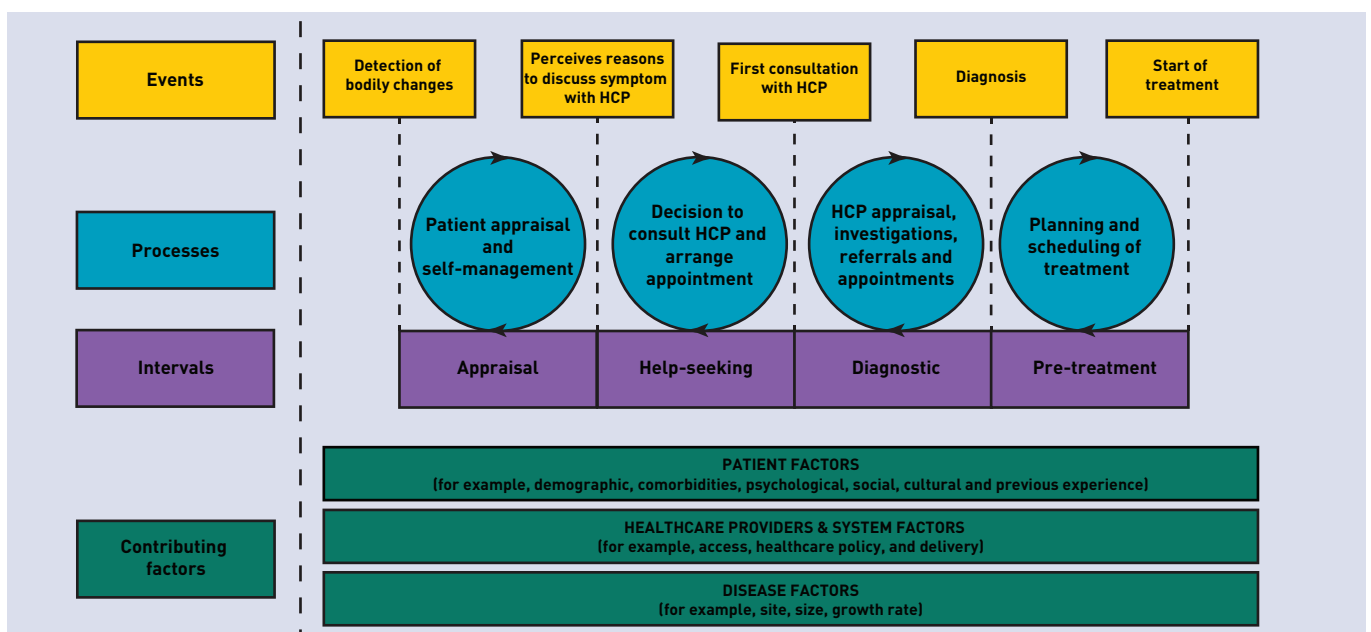 Events
Detection of
bodily changes
Perceives reasons
to discuss symptom
with HCP
First consultation
with HCP
Diagnosis
Start of
treatment
Processes
Patient appraisal
and
self-management
Decision to
consult HCP and
arrange
appointment
HCP appraisal,
investigations,
referrals and
appointments
Planning and
scheduling of
treatment
Intervals
Appraisal
Help-seeking
Diagnostic
Pre-treatment
Contributing
factors
PATIENT FACTORS
(for example, demographic, comorbidities, psychological, social, cultural and previous experience)
HEALTHCARE PROVIDERS & SYSTEM FACTORS
(for example, access, healthcare policy, and delivery)
DISEASE FACTORS
(for example, site, size, growth rate)